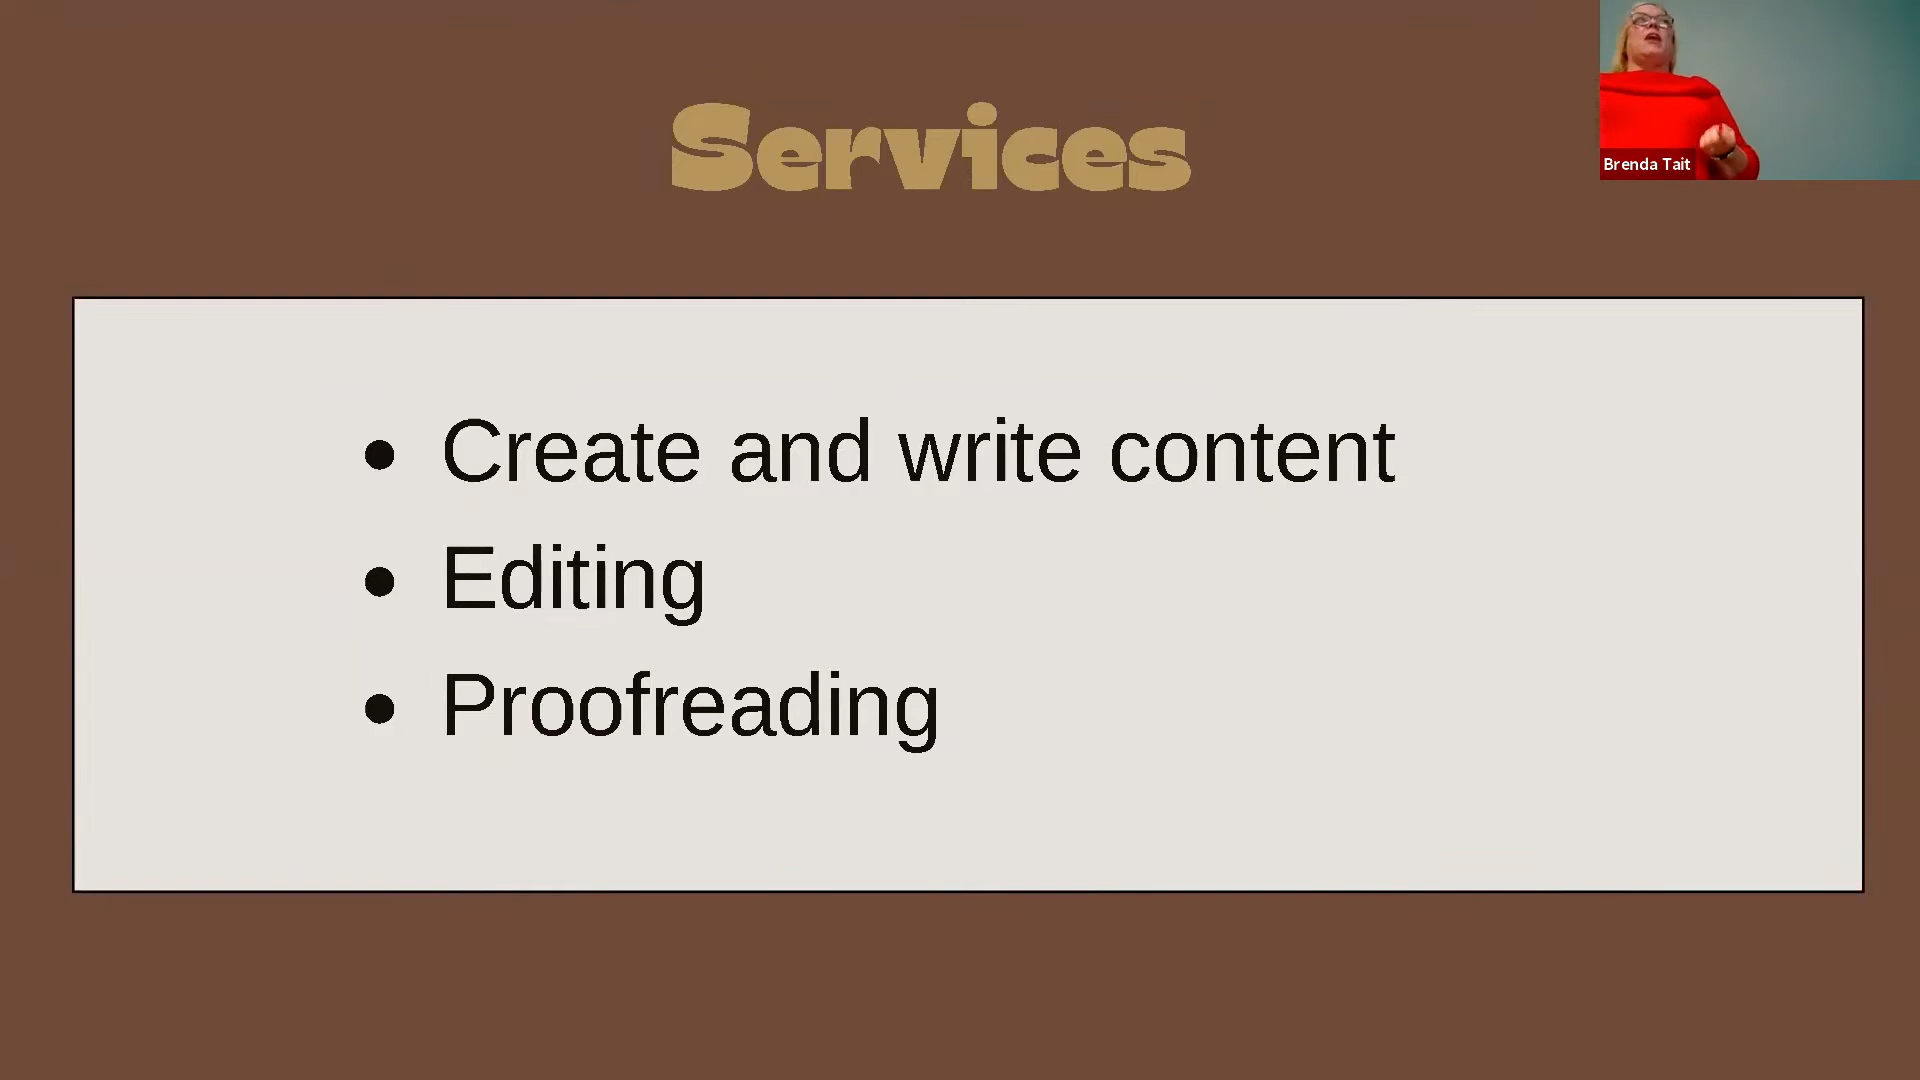 Services
Brenda Tait
• Create and write content
• Editing
• Proofreading